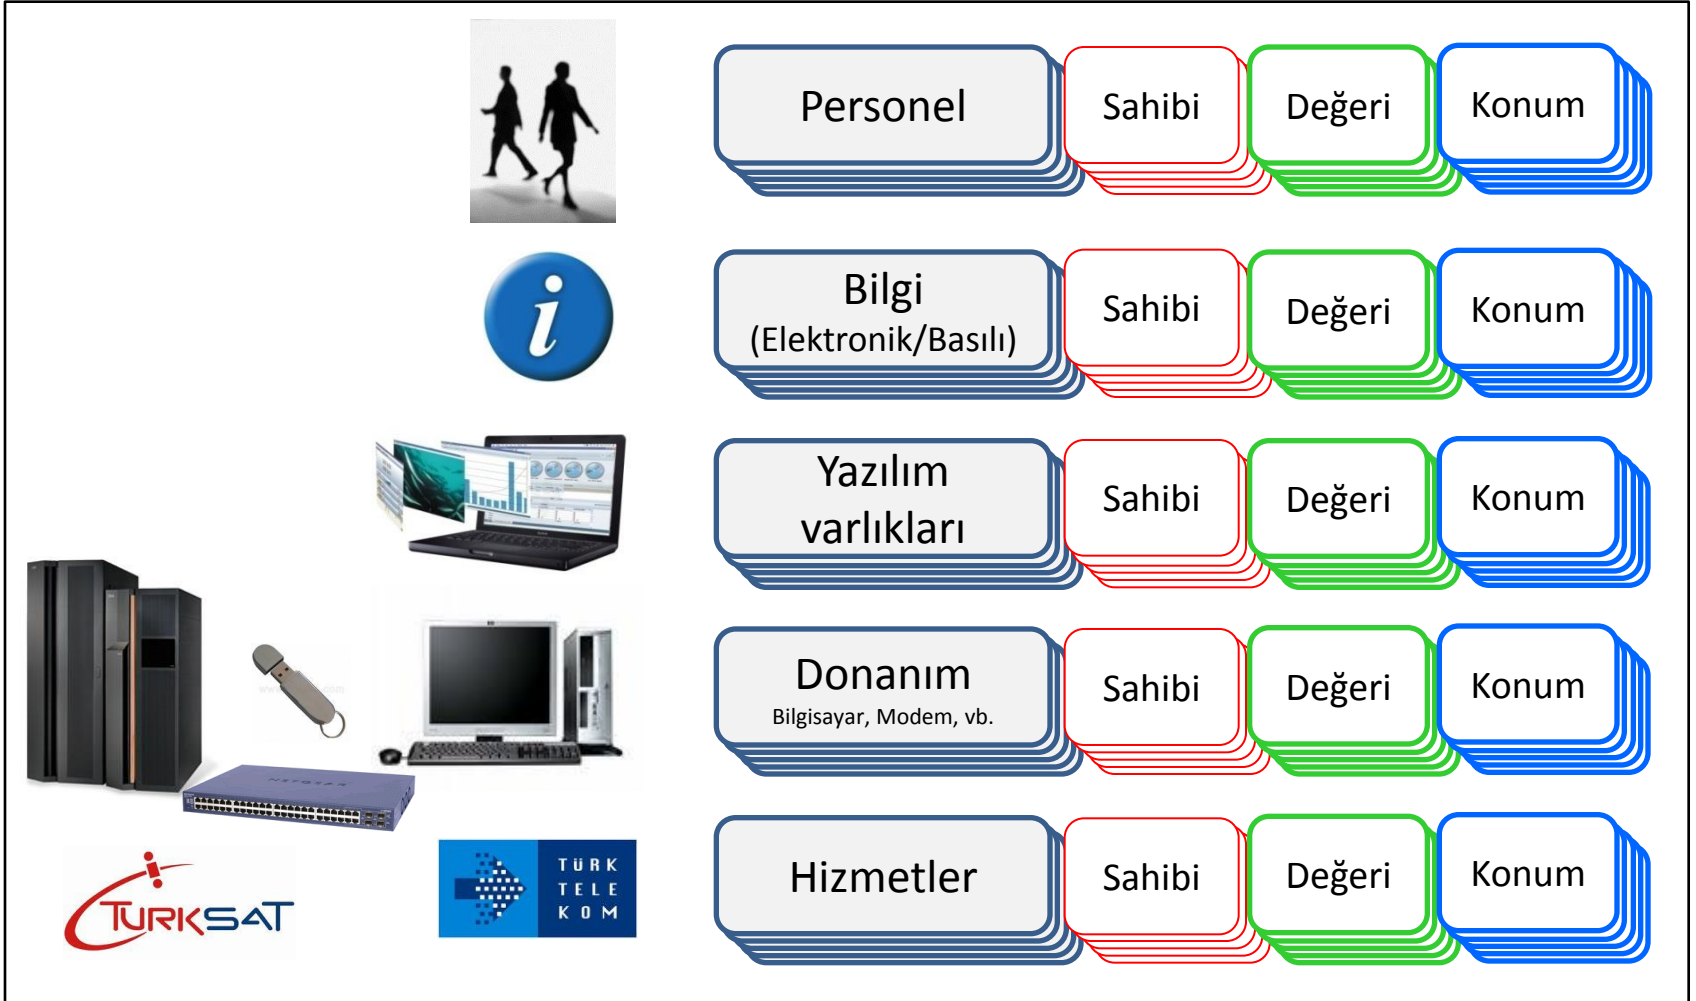 Personel
Sahibi
Değeri
Konum
Bilgi
(Elektronik/Basılı)
Sahibi
Değeri
Konum
Yazılım
varlıkları
Sahibi
Değeri
Konum
Donanım
Bilgisayar, Modem, vb.
Sahibi
Değeri
Konum
NETGEAR
TURKSAT
TÜRK
TELE
KOM
Hizmetler
Sahibi
Değeri
Konum